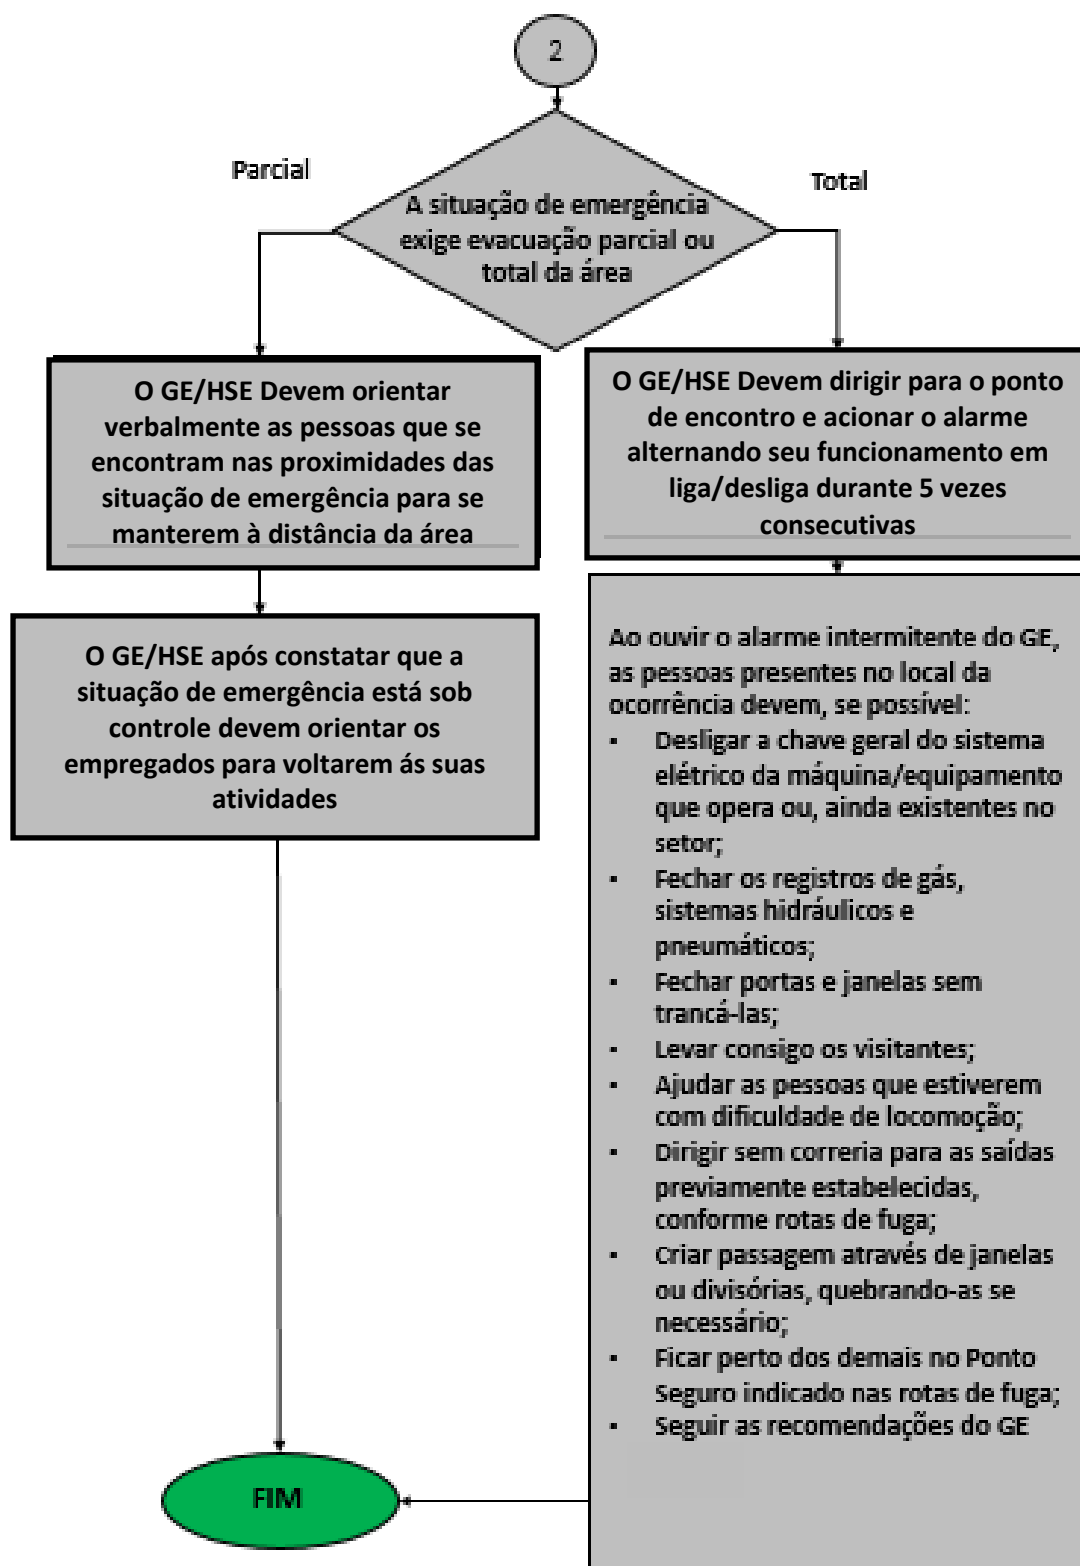 2
Parcial
Total
A situação de emergência
exige evacuação parcial ou
total da área
O GE/HSE Devem orientar
verbalmente as pessoas que se
encontram nas proximidades das
situação de emergência para se
manterem à distância da área
O GE/HSE Devem dirigir para o ponto
de encontro e acionar o alarme
alternando seu funcionamento em
liga/desliga durante 5 vezes
consecutivas
O GE/HSE após constatar que a
situação de emergência está sob
controle devem orientar os
empregados para voltarem ás suas
atividades
Ao ouvir o alarme intermitente do GE,
as pessoas presentes no local da
ocorrência devem, se possível:
▪ Desligar a chave geral do sistema
elétrico da máquina/equipamento
que opera ou, ainda existentes no
setor;
▪ Fechar os registros de gás,
sistemas hidráulicos e
pneumáticos;
▪ Fechar portas e janelas sem
trancá-las;
▪ Levar consigo os visitantes;
▪ Ajudar as pessoas que estiverem
com dificuldade de locomoção;
▪ Dirigir sem correria para as saídas
previamente estabelecidas,
conforme rotas de fuga;
▪ Criar passagem através de janelas
ou divisórias, quebrando-as se
necessário;
▪ Ficar perto dos demais no Ponto
Seguro indicado nas rotas de fuga;
▪ Seguir as recomendações do GE
FIM